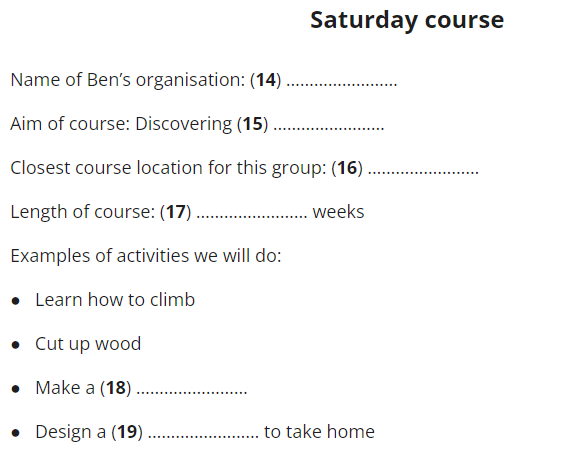 Saturday course
Name of Ben’s organisation: (14) ........................
Aim of course: Discovering (15) ........................
Closest course location for this group: (16) ........................
Length of course: (17) ........................ weeks
Examples of activities we will do:
● Learn how to climb
● Cut up wood
● Make a (18) ........................
● Design a (19) ........................ to take home